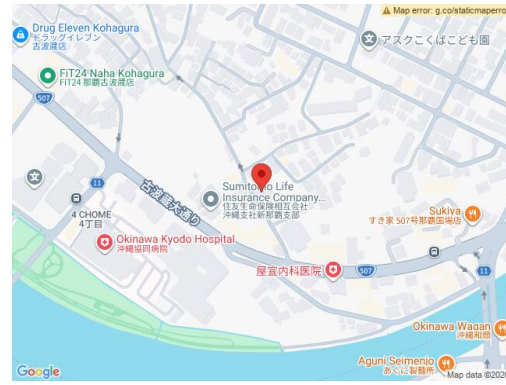 Map error: g.co/staticmaperro
Drug Eleven Kohagura
ドラッグイレブン
古波蔵店
アスクこくばこども園
FiT24 Naha Kohagura
FIT24 那覇古波蔵店
507
古波蔵大通り
11
4 CHOME
4丁目
Sumitomo Life
Insurance Company...
住友生命保険相互会社
沖縄支社新那覇支部
Okinawa Kyodo Hospital
沖縄協同病院
Sukiya
すき家 507号那覇国場店
屋宜内科医院
507
11
Okinawa Wagan
沖縄和顔
Aguni Seimenjo
あぐに製麵所
Google
Map data ©2026